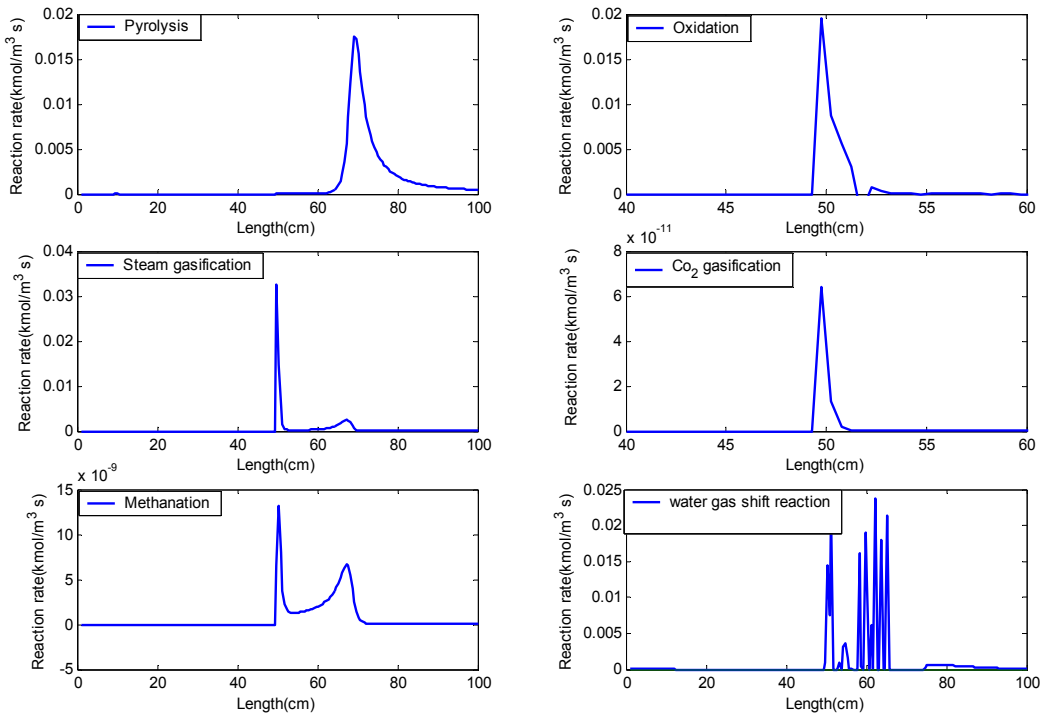 Pyrolysis
Reaction rate(kmol/m³ s)
0.02
0.015
0.01
0.005
0
0 20 40 60 80 100
Length(cm)
Oxidation
Reaction rate(kmol/m³ s)
0.02
0.015
0.01
0.005
0
40 45 50 55 60
Length(cm)
Steam gasification
Reaction rate(kmol/m³ s)
0.04
0.03
0.02
0.01
0
0 20 40 60 80 100
Length(cm)
x 10⁻¹¹
Co₂ gasification
Reaction rate(kmol/m³ s)
8
6
4
2
0
40 45 50 55 60
Length(cm)
x 10⁻⁹
Methanation
Reaction rate(kmol/m³ s)
15
10
5
0
-5
0 20 40 60 80 100
Length(cm)
water gas shift reaction
Reaction rate(kmol/m³ s)
0.025
0.02
0.015
0.01
0.005
0
0 20 40 60 80 100
Length(cm)